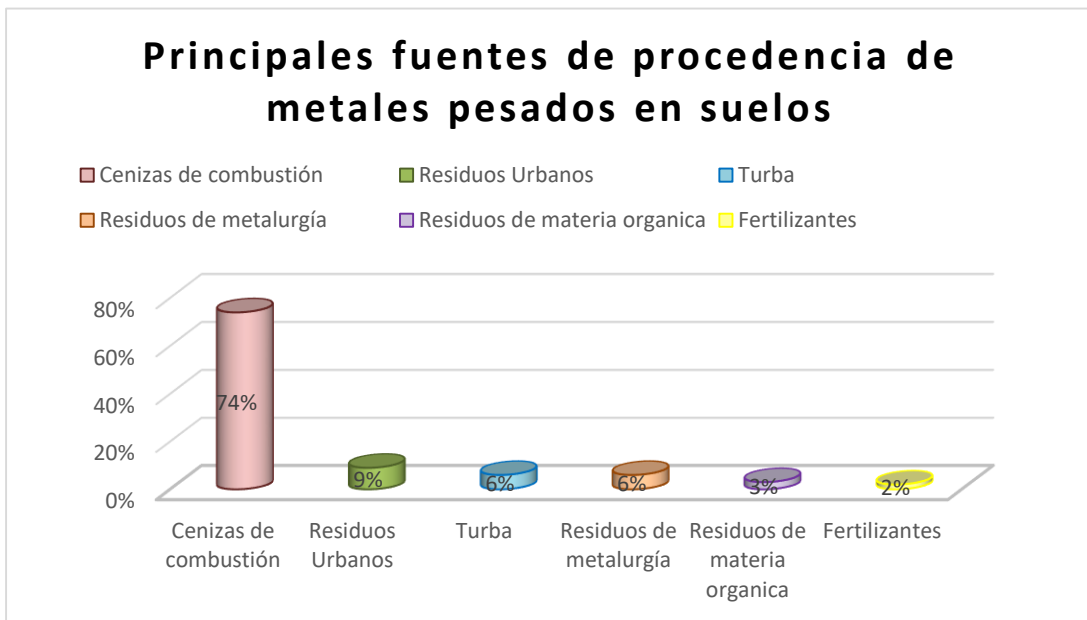 Principales fuentes de procedencia de
metales pesados en suelos
Cenizas de combustión
Residuos Urbanos
Turba
Residuos de metalurgía
Residuos de materia organica
Fertilizantes
80%
60%
40%
20%
0%
74%
9%
6%
6%
3%
2%
Cenizas de
combustión
Residuos
Urbanos
Turba
Residuos de
metalurgía
Residuos de
materia
organica
Fertilizantes